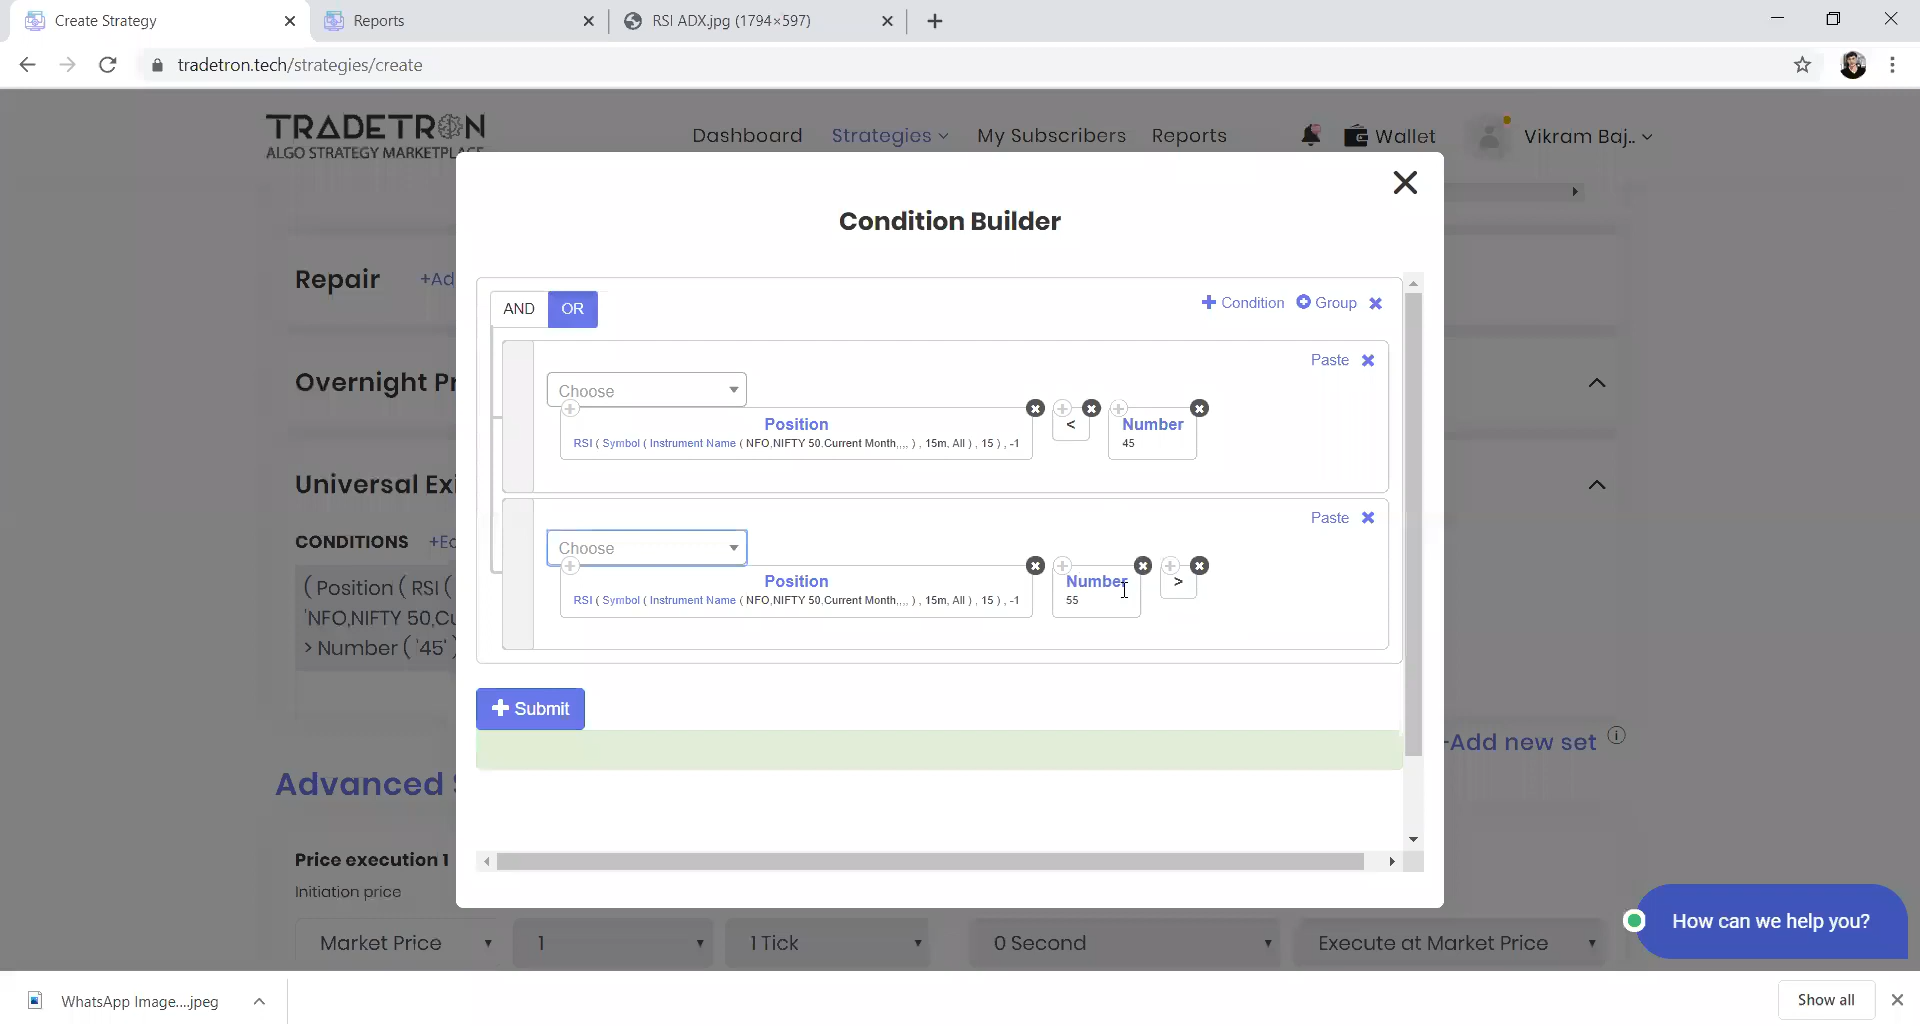 Create Strategy
Reports
RSI ADX.jpg (1794×597)
tradetron.tech/strategies/create
TRADETRON
ALGO STRATEGY MARKETPLACE
Dashboard
Strategies
My Subscribers
Reports
Wallet
Vikram Baj..
Condition Builder
Repair
+Ad
AND
OR
Condition
Group
Paste
Choose
Overnight Pr
Position
<
Number
RSI ( Symbol ( Instrument Name ( NFO,NIFTY 50,Current Month,,,, ) , 15m, All ) , 15 ) , -1
45
Universal Exi
Paste
CONDITIONS
+Ec
Choose
( Position ( RSI (
Position
Number
>
RSI ( Symbol ( Instrument Name ( NFO,NIFTY 50,Current Month,,,, ) , 15m, All ) , 15 ) , -1
55
'NFO,NIFTY 50,Cu
> Number ( '45' )
Submit
Add new set
Advanced
Price execution 1
Initiation price
How can we help you?
Market Price
1
1 Tick
0 Second
Execute at Market Price
WhatsApp Image....jpeg
Show all